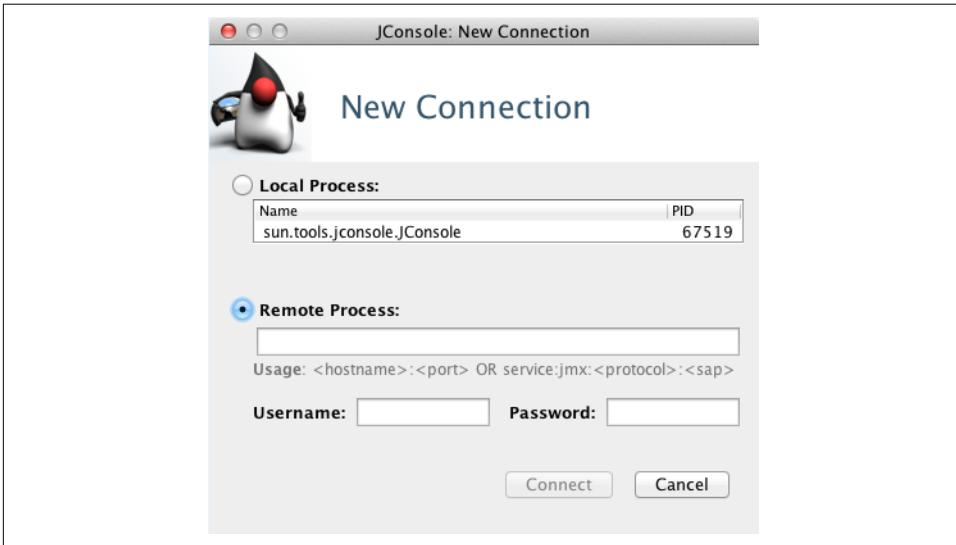 JConsole: New Connection
New Connection
Local Process:
Name PID
sun.tools.jconsole.JConsole 67519
Remote Process:
Usage: <hostname>:<port> OR service:jmx:<protocol>:<sap>
Username: Password:
Connect Cancel